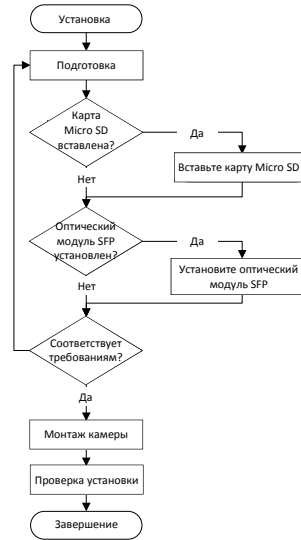 Установка
Подготовка
Карта
Micro SD
вставлена?
Да
Вставьте карту Micro SD
Нет
Оптический
модуль SFP
установлен?
Да
Установите оптический
модуль SFP
Нет
Соответствует
требованиям?
Да
Монтаж камеры
Проверка установки
Завершение